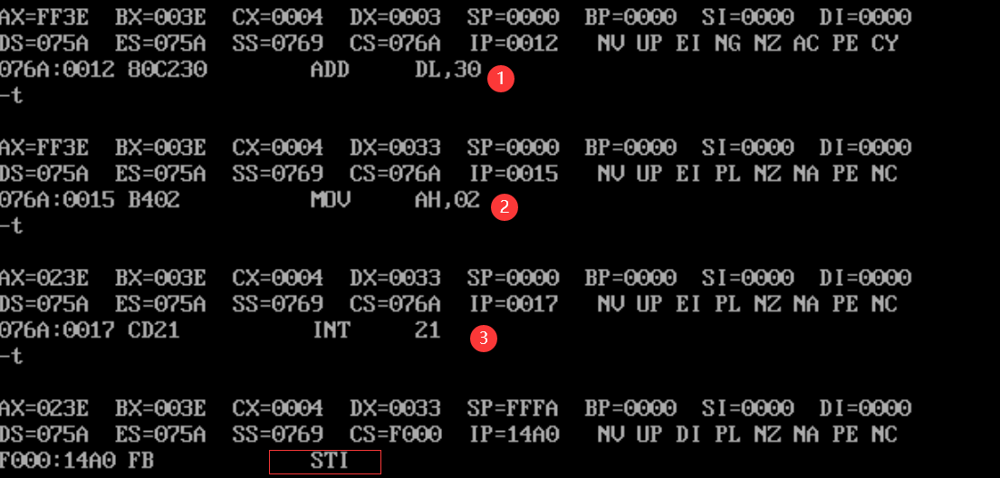 AX=FF3E BX=003E CX=0004 DX=0003 SP=0000 BP=0000 SI=0000 DI=0000
DS=075A ES=075A SS=0769 CS=076A IP=0012 NV UP EI NG NZ AC PE CY
076A:0012 80C230 ADD DL,30 1
-t
AX=FF3E BX=003E CX=0004 DX=0033 SP=0000 BP=0000 SI=0000 DI=0000
DS=075A ES=075A SS=0769 CS=076A IP=0015 NV UP EI PL NZ NA PE NC
076A:0015 B402 MOV AH,02 2
-t
AX=023E BX=003E CX=0004 DX=0033 SP=0000 BP=0000 SI=0000 DI=0000
DS=075A ES=075A SS=0769 CS=076A IP=0017 NV UP EI PL NZ NA PE NC
076A:0017 CD21 INT 21 3
-t
AX=023E BX=003E CX=0004 DX=0033 SP=FFFA BP=0000 SI=0000 DI=0000
DS=075A ES=075A SS=0769 CS=F000 IP=14A0 NV UP DI PL NZ NA PE NC
F000:14A0 FB STI